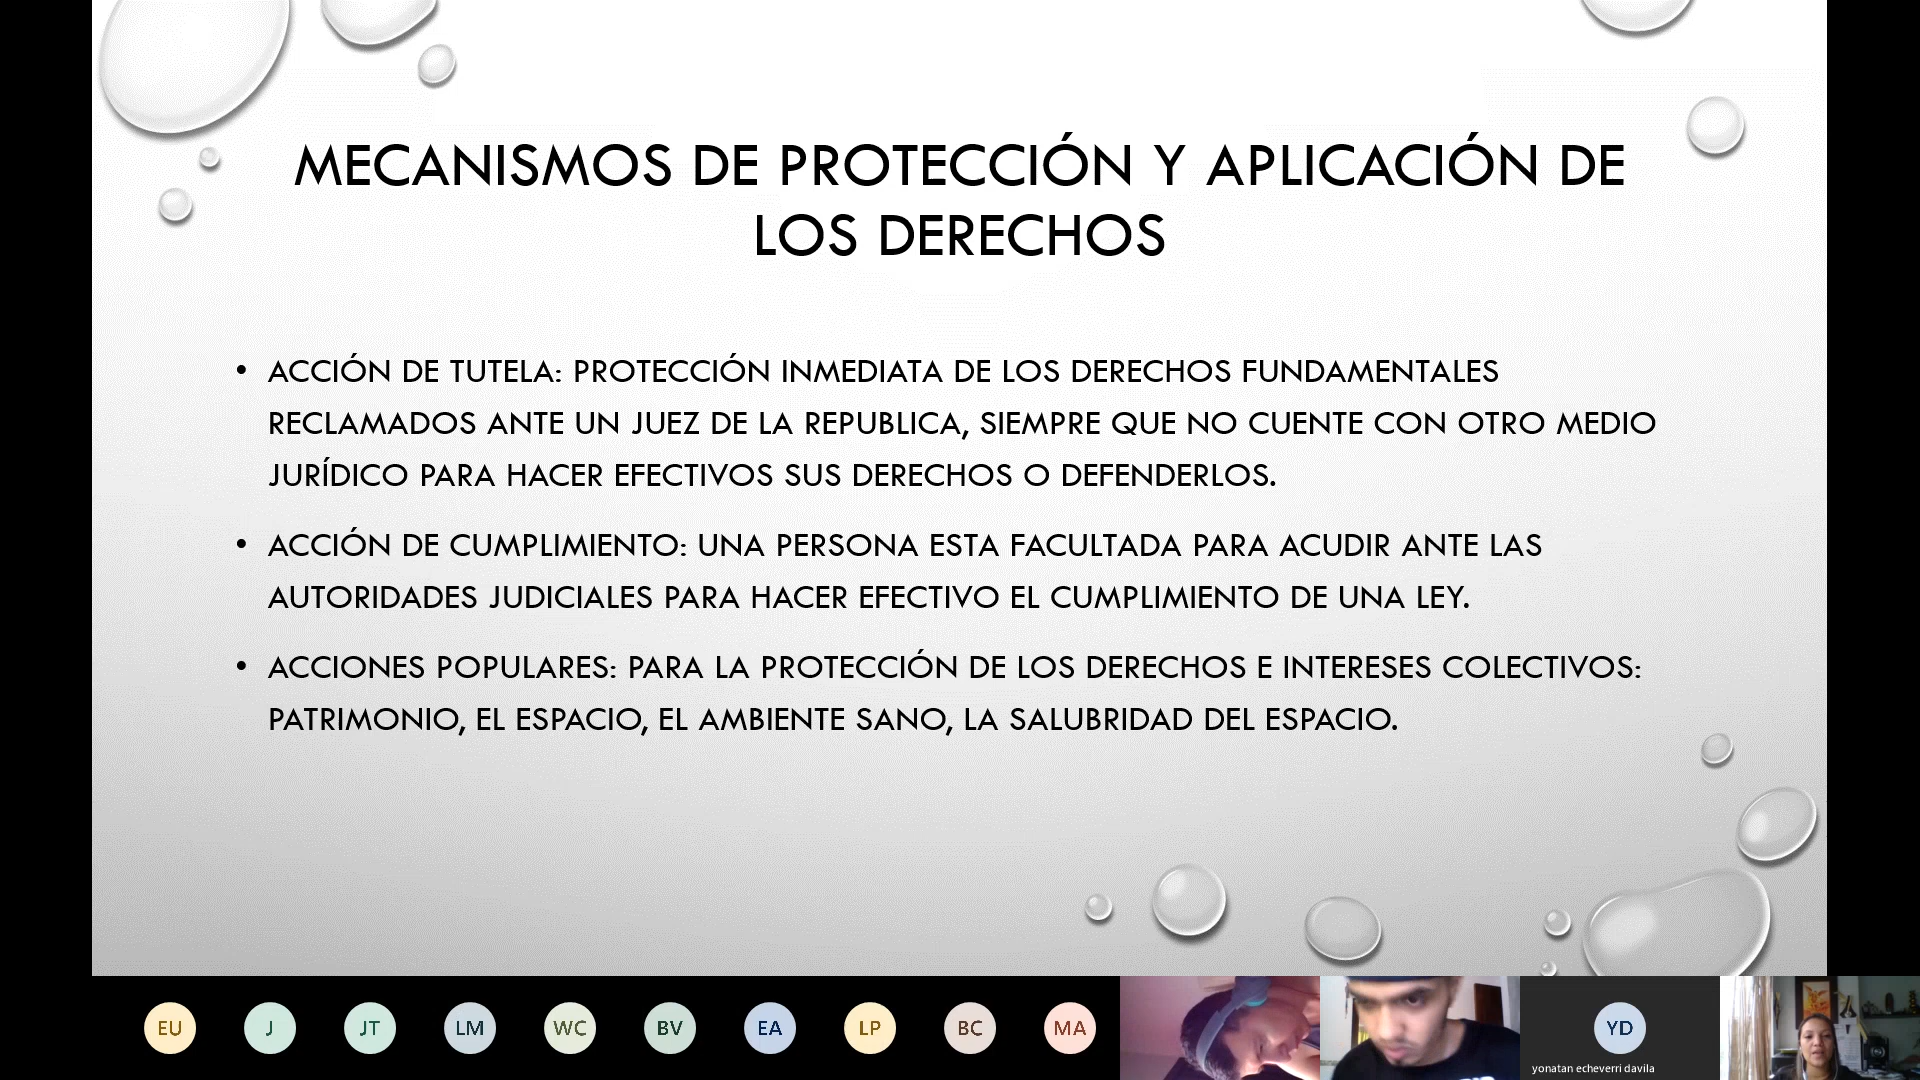 MECANISMOS DE PROTECCIÓN Y APLICACIÓN DE
LOS DERECHOS
• ACCIÓN DE TUTELA: PROTECCIÓN INMEDIATA DE LOS DERECHOS FUNDAMENTALES
RECLAMADOS ANTE UN JUEZ DE LA REPUBLICA, SIEMPRE QUE NO CUENTE CON OTRO MEDIO
JURÍDICO PARA HACER EFECTIVOS SUS DERECHOS O DEFENDERLOS.
• ACCIÓN DE CUMPLIMIENTO: UNA PERSONA ESTA FACULTADA PARA ACUDIR ANTE LAS
AUTORIDADES JUDICIALES PARA HACER EFECTIVO EL CUMPLIMIENTO DE UNA LEY.
• ACCIONES POPULARES: PARA LA PROTECCIÓN DE LOS DERECHOS E INTERESES COLECTIVOS:
PATRIMONIO, EL ESPACIO, EL AMBIENTE SANO, LA SALUBRIDAD DEL ESPACIO.
EU J JT LM WC BV EA LP BC MA YD
yonatan echeverri davila